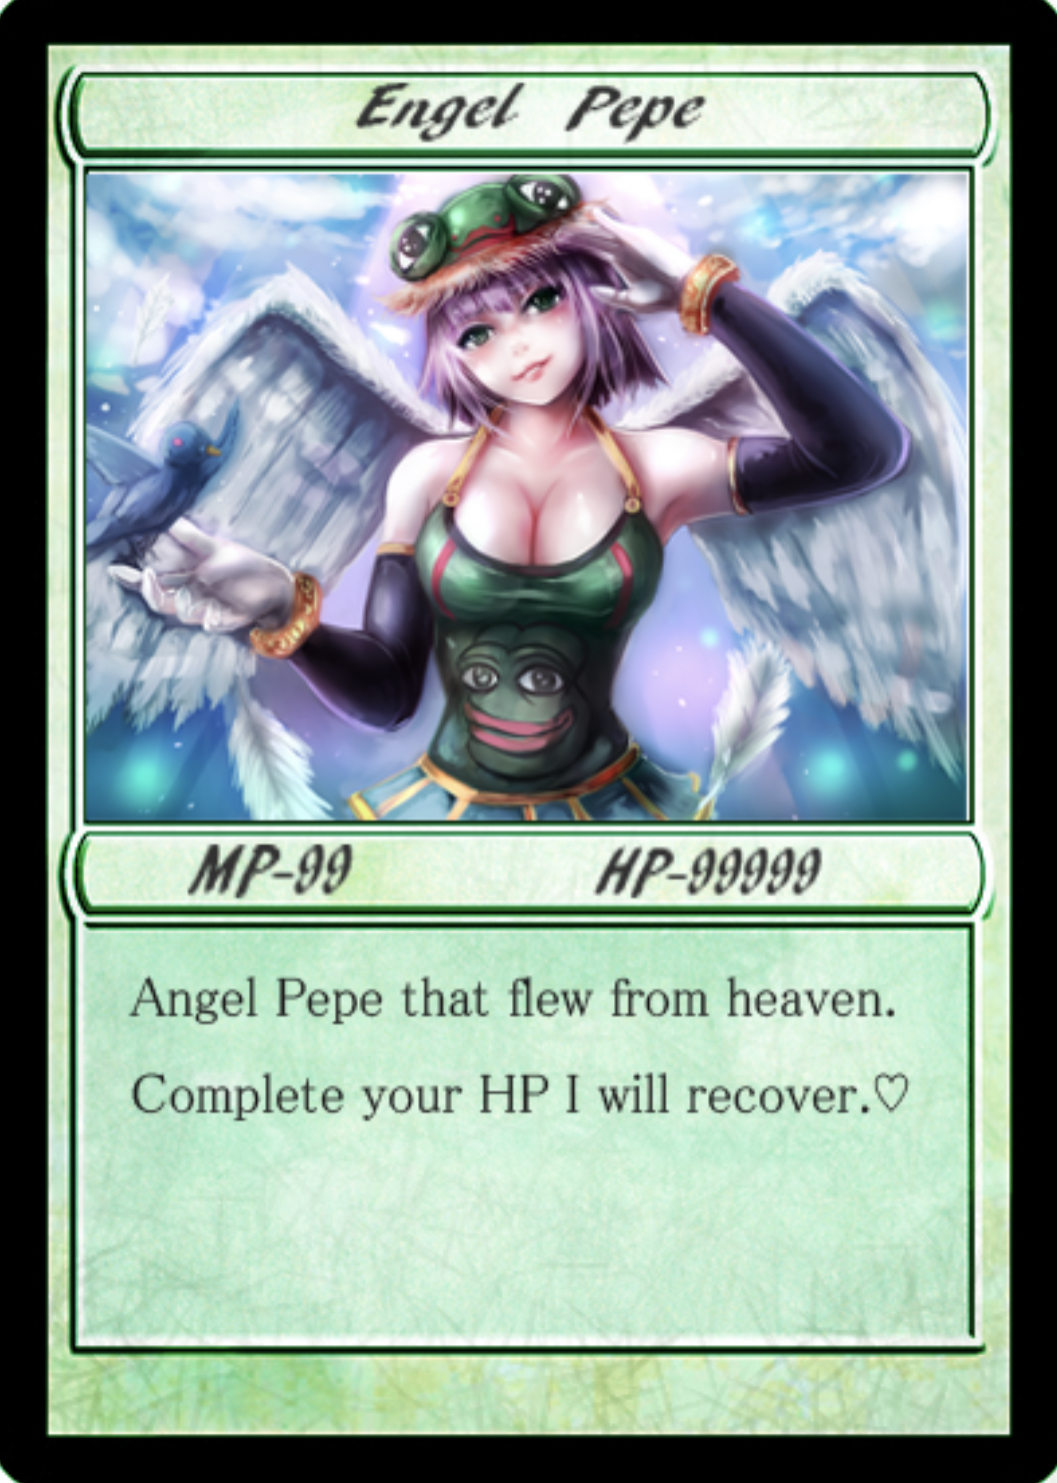 Engel Pepe
MP-99 HP-99999
Angel Pepe that flew from heaven.
Complete your HP I will recover.♡